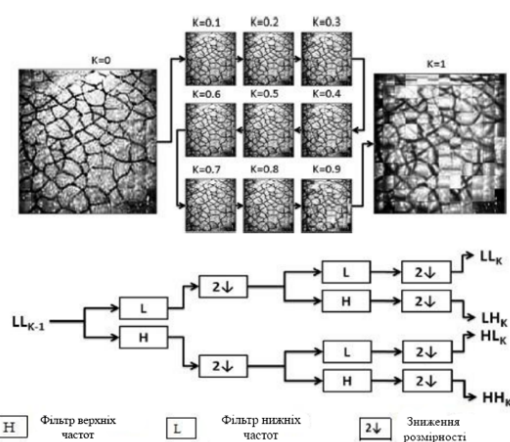 K=0.1 K=0.2 K=0.3
K=0
K=1
K=0.6 K=0.5 K=0.4
K=0.7 K=0.8 K=0.9
LL_K-1
L
H
2↓
2↓
L
2↓
LL_K
H
2↓
LH_K
L
2↓
HL_K
H
2↓
HH_K
H Фільтр верхніх
частот
L Фільтр нижніх
частот
2↓ Зниження
розмірності